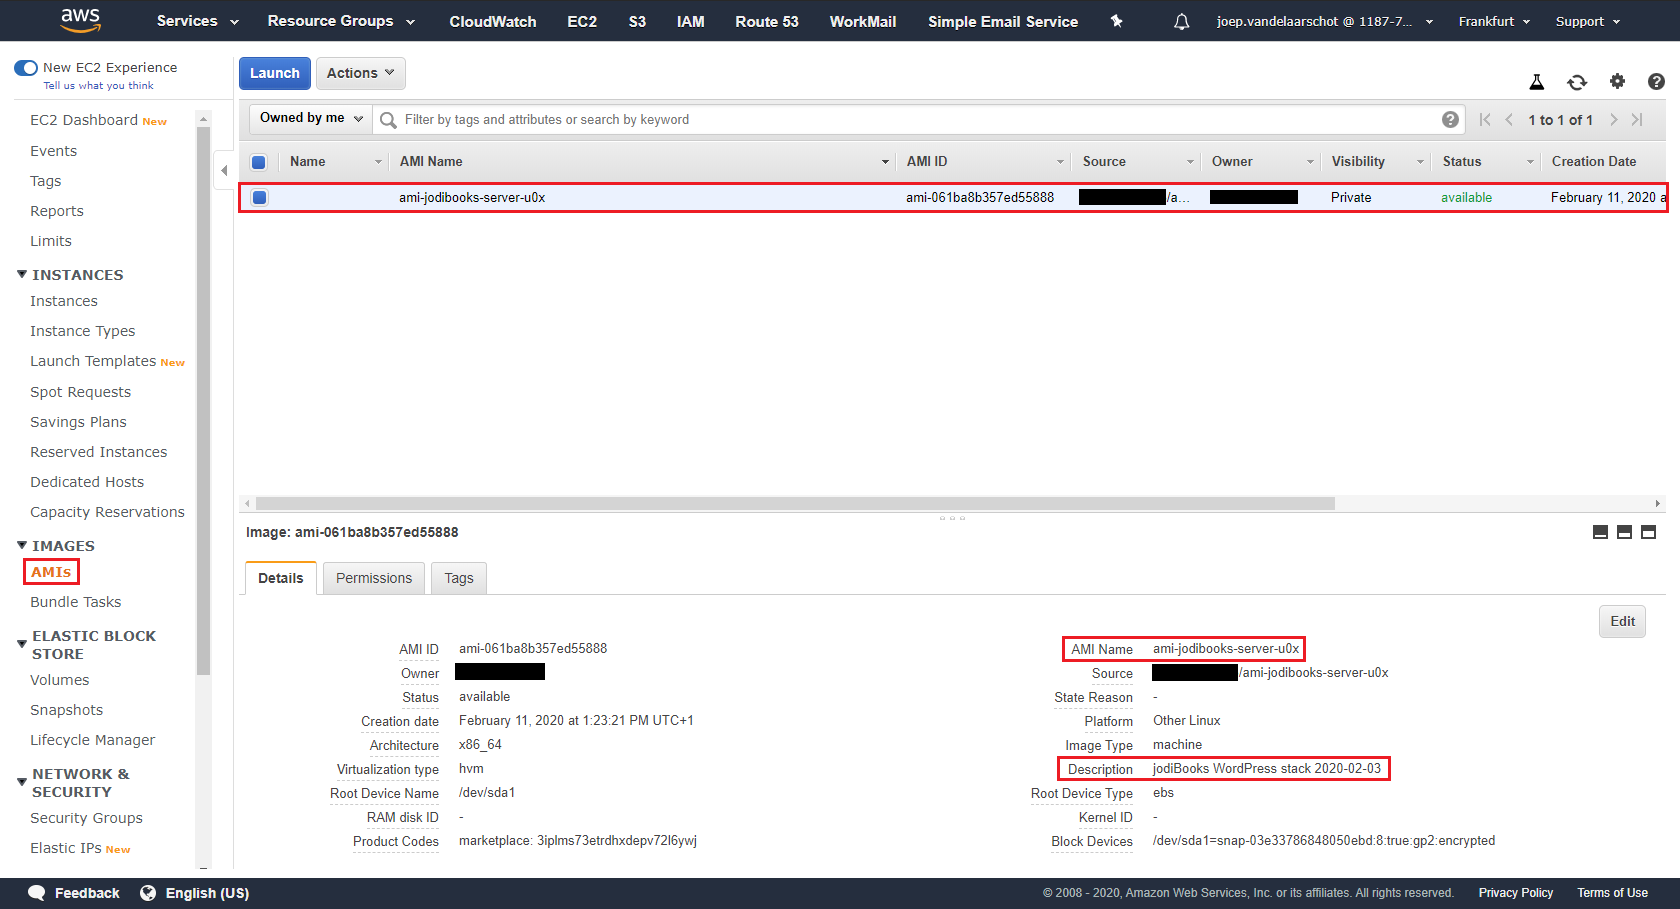 aws Services Resource Groups CloudWatch EC2 S3 IAM Route 53 WorkMail Simple Email Service joep.vandelaarschot @ 1187-7... Frankfurt Support
New EC2 Experience
Tell us what you think
EC2 Dashboard New
Events
Tags
Reports
Limits
INSTANCES
Instances
Instance Types
Launch Templates New
Spot Requests
Savings Plans
Reserved Instances
Dedicated Hosts
Capacity Reservations
IMAGES
AMIs
Bundle Tasks
ELASTIC BLOCK
STORE
Volumes
Snapshots
Lifecycle Manager
NETWORK &
SECURITY
Security Groups
Elastic IPs New
Launch Actions
Owned by me Filter by tags and attributes or search by keyword 1 to 1 of 1
Name AMI Name AMI ID Source Owner Visibility Status Creation Date
ami-jodibooks-server-u0x ami-061ba8b357ed55888 /a... Private available February 11, 2020 a
Image: ami-061ba8b357ed55888
Details Permissions Tags
Edit
AMI ID ami-061ba8b357ed55888
Owner
Status available
Creation date February 11, 2020 at 1:23:21 PM UTC+1
Architecture x86_64
Virtualization type hvm
Root Device Name /dev/sda1
RAM disk ID -
Product Codes marketplace: 3iplms73etrdhxdepv72l6ywj
AMI Name ami-jodibooks-server-u0x
Source /ami-jodibooks-server-u0x
State Reason -
Platform Other Linux
Image Type machine
Description jodiBooks WordPress stack 2020-02-03
Root Device Type ebs
Kernel ID -
Block Devices /dev/sda1=snap-03e33786848050ebd:8:true:gp2:encrypted
Feedback English (US) © 2008 - 2020, Amazon Web Services, Inc. or its affiliates. All rights reserved. Privacy Policy Terms of Use